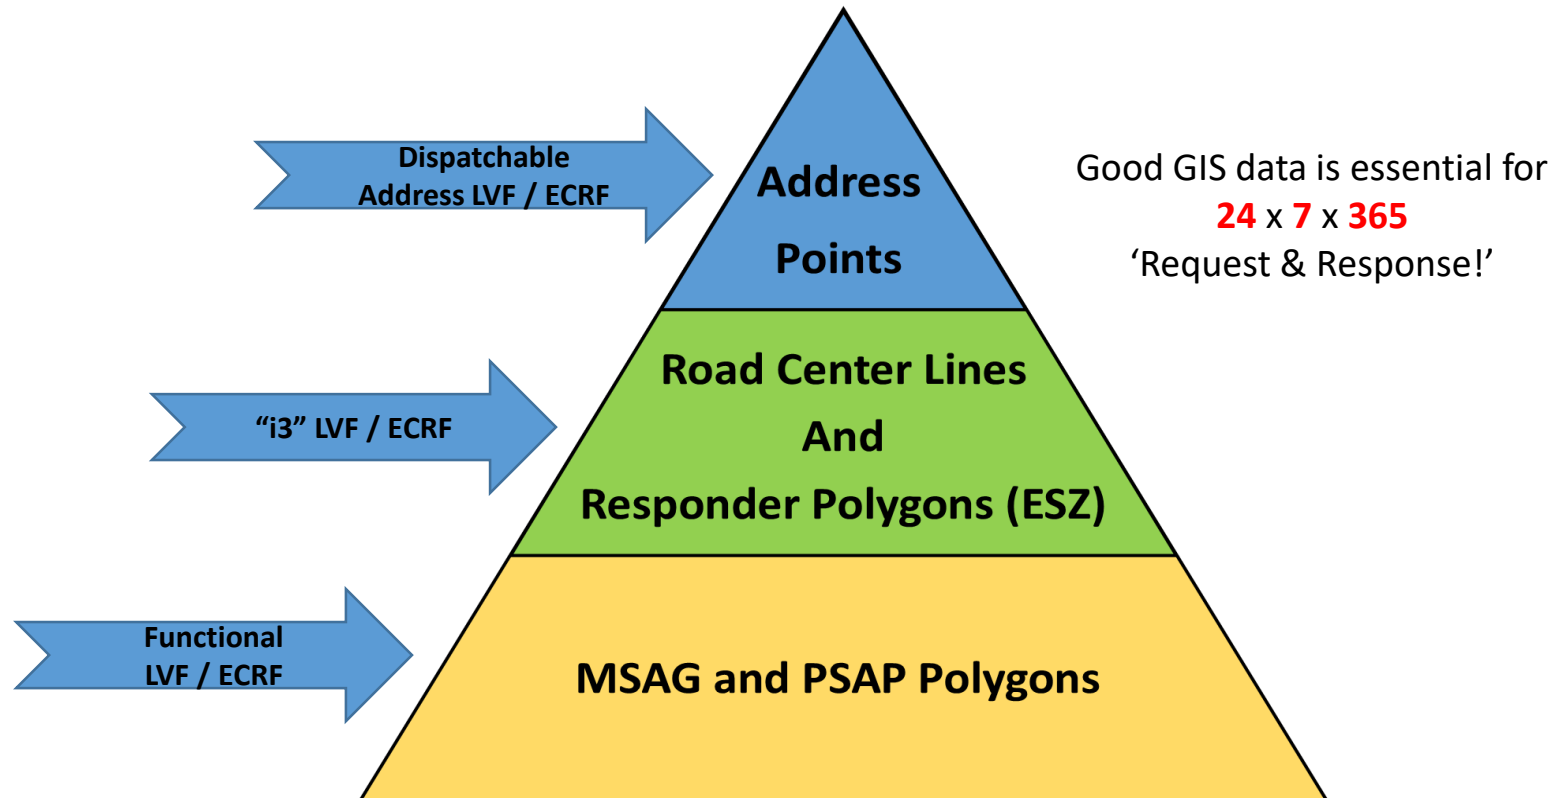 Dispatchable
Address LVF / ECRF
Address
Points
Good GIS data is essential for
24 x 7 x 365
‘Request & Response!’
“i3” LVF / ECRF
Road Center Lines
And
Responder Polygons (ESZ)
Functional
LVF / ECRF
MSAG and PSAP Polygons